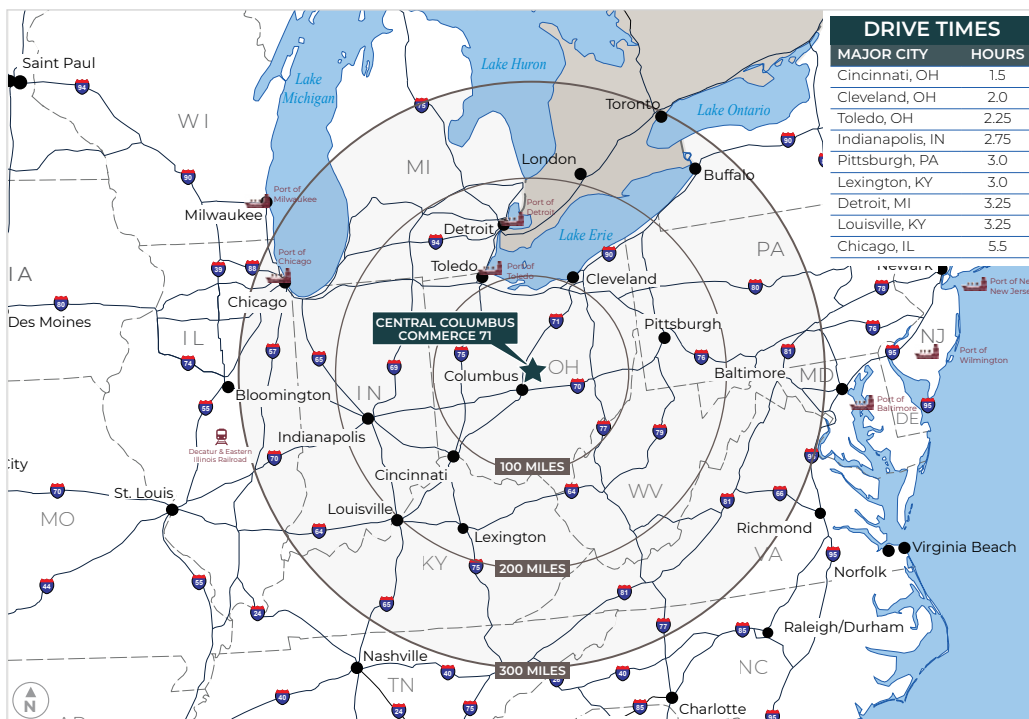 DRIVE TIMES
MAJOR CITY HOURS
Cincinnati, OH 1.5
Cleveland, OH 2.0
Toledo, OH 2.25
Indianapolis, IN 2.75
Pittsburgh, PA 3.0
Lexington, KY 3.0
Detroit, MI 3.25
Louisville, KY 3.25
Chicago, IL 5.5
Saint Paul
94
WI
Lake
Michigan
Lake Huron
75
Toronto
Lake Ontario
90
MI
London
Buffalo
90
Port of
Milwaukee
Milwaukee
Port of
Detroit
Detroit
94
Lake Erie
90
PA
Port of
Chicago
39
88
Toledo
Port of
Toledo
Cleveland
80
IA
Chicago
80
Newark
78
Port of Ne
New Jerse
Des Moines
CENTRAL COLUMBUS
COMMERCE 71
71
Pittsburgh
76
NJ
IL
57
65
69
75
76
81
95
Port of
Wilmington
74
Columbus
OH
70
Baltimore
MD
IN
Bloomington
55
Port of
Baltimore
95
DE
Indianapolis
77
79
Decatur & Eastern
Illinois Railroad
70
Cincinnati
100 MILES
city
70
St. Louis
64
WV
81
66
MO
Louisville
64
Lexington
Richmond
VA
KY
75
200 MILES
95
Virginia Beach
Norfolk
44
55
24
65
81
77
85
Raleigh/Durham
Nashville
40
300 MILES
40
NC
TN
40
24
75
26
85
Charlotte
95
N